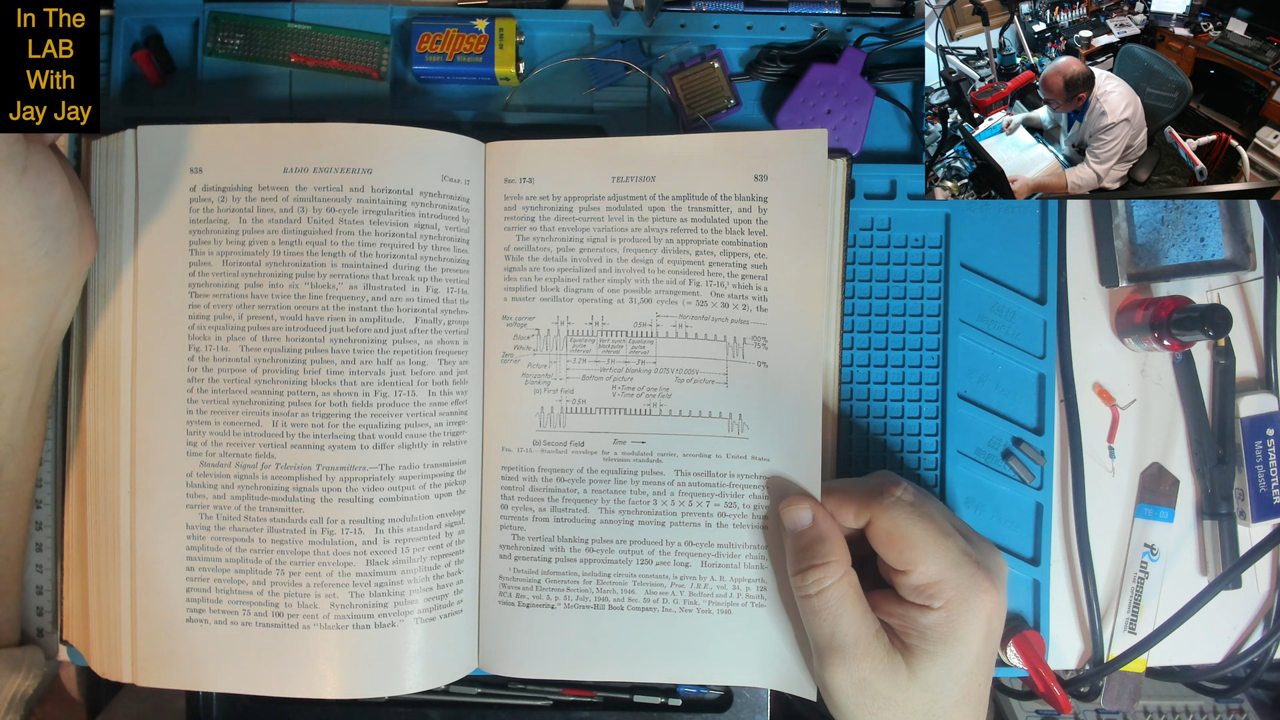 In The
LAB
With
Jay Jay
eclipse
Super Alkaline
838
RADIO ENGINEERING
[CHAP. 17
of distinguishing between the vertical and horizontal synchronizing
pulses, (2) by the need of simultaneously maintaining synchronization
for the horizontal lines, and (3) by 60-cycle irregularities introduced by
interlacing. In the standard United States television signal, vertical
synchronizing pulses are distinguished from the horizontal synchronizing
pulses by being given a length equal to the time required by three lines.
This is approximately 19 times the length of the horizontal synchronizing
pulses. Horizontal synchronization is maintained during the presence
of the vertical synchronizing pulse by serrations that break up the vertical
synchronizing pulse into six "blocks," as illustrated in Fig. 17-14a.
These serrations have twice the line frequency, and are so timed that the
rise of every other serration occurs at the instant the horizontal synchro-
nizing pulse, if present, would have risen in amplitude. Finally, groups
of six equalizing pulses are introduced just before and just after the vertical
blocks in place of three horizontal synchronizing pulses, as shown in
Fig. 17-14a. These equalizing pulses have twice the repetition frequency
of the horizontal synchronizing pulses, and are half as long. They are
for the purpose of providing brief time intervals just before and just
after the vertical synchronizing blocks that are identical for both fields
of the interlaced scanning pattern, as shown in Fig. 17-15. In this way
the vertical synchronizing pulses for both fields produce the same effect
in the receiver circuits insofar as triggering the receiver vertical scanning
system is concerned. If it were not for the equalizing pulses, an irregu-
larity would be introduced by the interlacing that would cause the trigger-
ing of the receiver vertical scanning system to differ slightly in relative
time for alternate fields.
Standard Signal for Television Transmitters.—The radio transmission
of television signals is accomplished by appropriately superimposing the
blanking and synchronizing signals upon the video output of the pickup
tubes, and amplitude-modulating the resulting combination upon the
carrier wave of the transmitter.
The United States standards call for a resulting modulation envelope
having the character illustrated in Fig. 17-15. In this standard signal,
white corresponds to negative modulation, and is represented by an
amplitude of the carrier envelope that does not exceed 15 per cent of the
maximum amplitude of the envelope. Black similarly represents
an envelope amplitude 75 per cent of the maximum amplitude of the
carrier envelope, and provides a reference level against which the back-
ground brightness of the picture is set. The blanking pulses have an
amplitude corresponding to black. Synchronizing pulses occupy the
range between 75 and 100 per cent of maximum envelope amplitude as
shown, and so are transmitted as "blacker than black." These various
SEC. 17-3]
TELEVISION
839
levels are set by appropriate adjustment of the amplitude of the blanking
and synchronizing pulses modulated upon the transmitter, and by
restoring the direct-current level in the picture as modulated upon the
carrier so that envelope variations are always referred to the black level.
The synchronizing signal is produced by an appropriate combination
of oscillators, pulse generators, frequency dividers, gates, clippers, etc.
While the details involved in the design of equipment generating such
signals are too specialized and involved to be considered here, the general
idea can be explained rather simply with the aid of Fig. 17-16,¹ which is a
simplified block diagram of one possible arrangement. One starts with
a master oscillator operating at 31,500 cycles (= 525 × 30 × 2), the
Max. carrier voltage
H
0.5H
Horizontal synch pulses
H
Black
White
Zero carrier
Equalizing pulse interval
Vert synch pulse interval
Equalizing pulse interval
100%
75%
0%
3H
3H
Picture
Vertical blanking 0.075V±0.005V
Horizontal blanking
Bottom of picture
Top of picture
H=Time of one line
V=Time of one field
(a) First Field
0.5H
H
(b) Second field
Time
FIG. 17-15.—Standard envelope for a modulated carrier, according to United States
television standards.
repetition frequency of the equalizing pulses. This oscillator is synchro-
nized with the 60-cycle power line by means of an automatic-frequency-
control discriminator, a reactance tube, and a frequency-divider chain
that reduces the frequency by the factor 3 × 5 × 5 × 7 = 525, to give
60 cycles, as illustrated. This synchronization prevents 60-cycle hum
currents from introducing annoying moving patterns in the television
picture.
The vertical blanking pulses are produced by a 60-cycle multivibrator
synchronized with the 60-cycle output of the frequency-divider chain,
and generating pulses approximately 1250 μsec long. Horizontal blank-
¹ Detailed information, including circuits constants, is given by A. R. Applegarth,
Synchronizing Generators for Electronic Television, Proc. I.R.E., vol. 34, p. 128
(Waves and Electrons Section), March, 1946. Also see A. V. Bedford and J. P. Smith,
RCA Rev., vol. 5, p. 51, July, 1940, and Sec. 59 of D. G. Fink, "Principles of Tele-
vision Engineering," McGraw-Hill Book Company, Inc., New York, 1940.
STAEDTLER
Mars plastic
TS-03
Professional